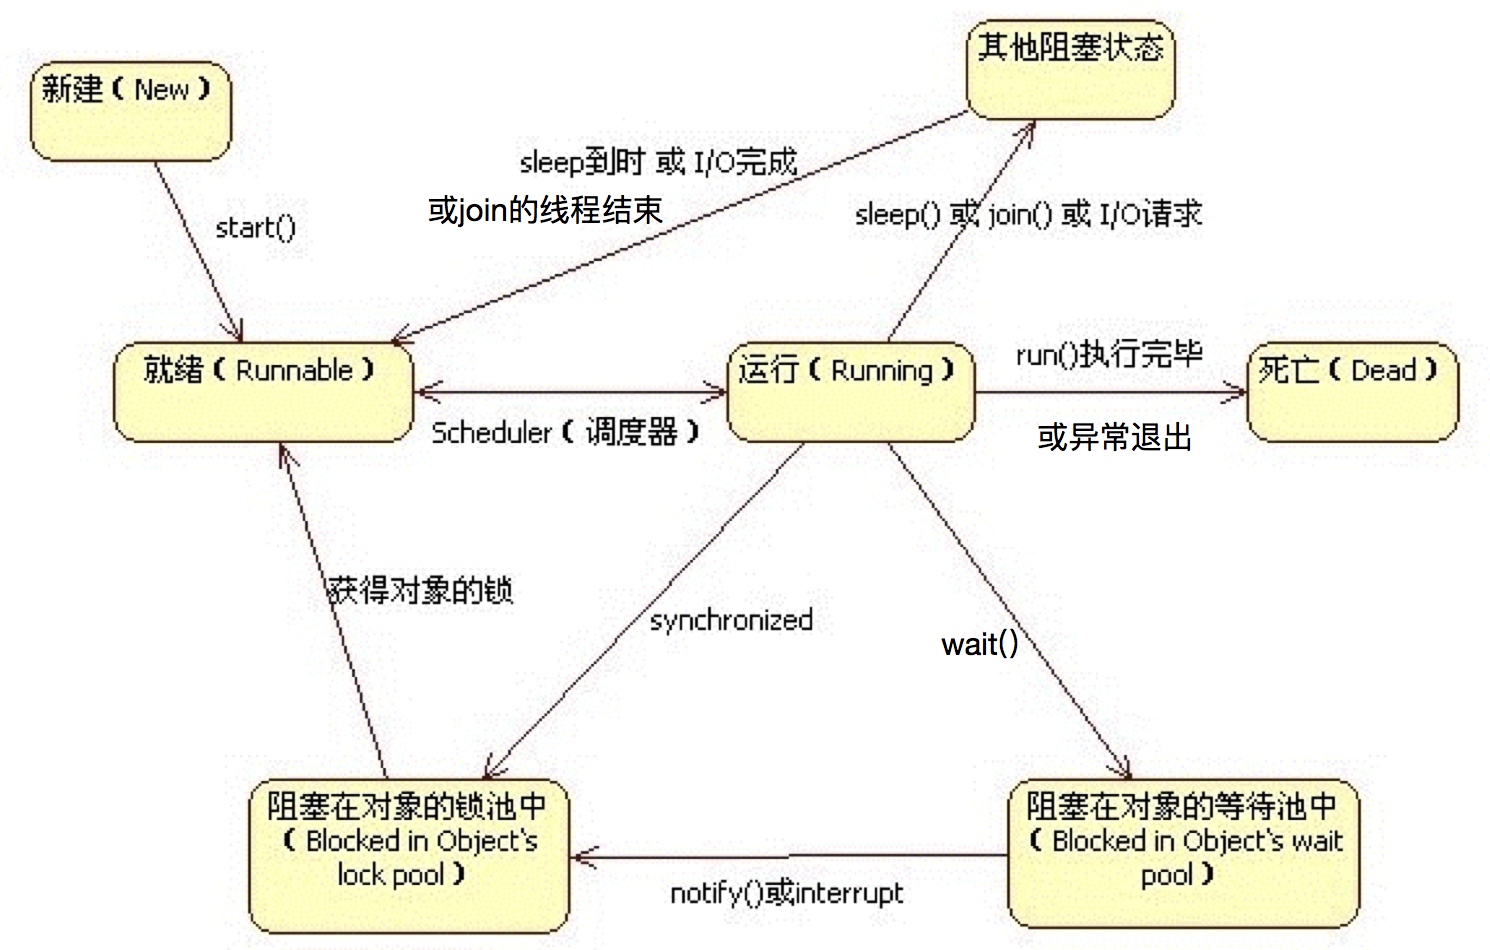 其他阻塞状态
新建（New）
sleep到时 或 I/O完成
或join的线程结束
sleep() 或 join() 或 I/O请求
start()
就绪（Runnable）
运行（Running）
run()执行完毕
死亡（Dead）
Scheduler（调度器）
或异常退出
获得对象的锁
synchronized
wait()
阻塞在对象的锁池中
（Blocked in Object's
lock pool）
阻塞在对象的等待池中
（Blocked in Object's wait
pool）
notify()或interrupt